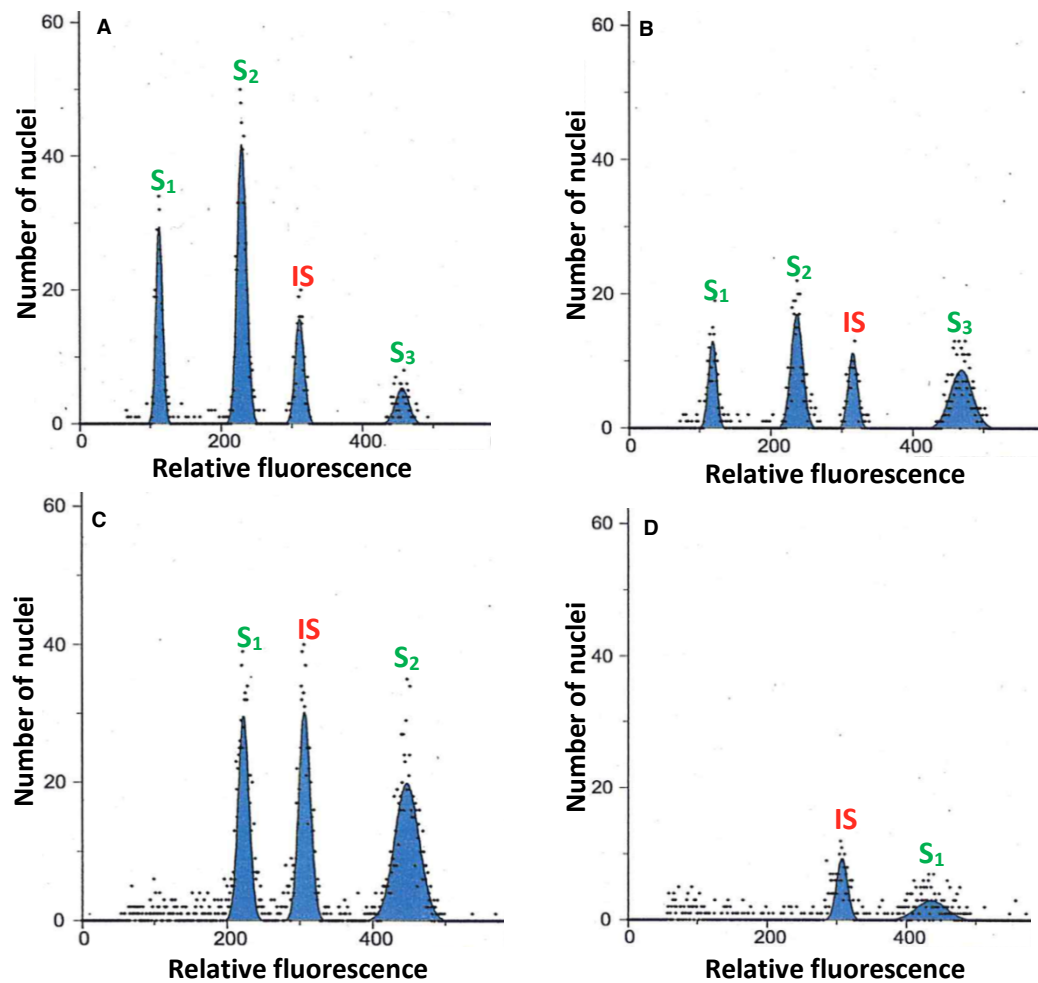 A
60
40
20
0
Number of nuclei
S1
S2
IS
S3
0 200 400
Relative fluorescence
B
60
40
20
0
Number of nuclei
S1
S2
IS
S3
0 200 400
Relative fluorescence
C
60
40
20
0
Number of nuclei
S1
IS
S2
0 200 400
Relative fluorescence
D
60
40
20
0
Number of nuclei
IS
S1
0 200 400
Relative fluorescence